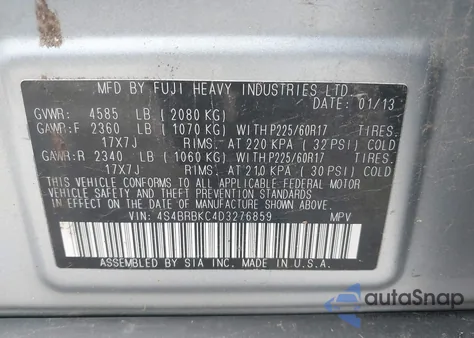 MFD BY FUJI HEAVY INDUSTRIES LTD.
DATE: 01/13
GVWR: 4585 LB ( 2080 KG)
GAWR:F 2360 LB ( 1070 KG) WITH P225/60R17 TIRES.
17X7J RIMS. AT 220 KPA ( 32 PSI) COLD
GAWR:R 2340 LB ( 1060 KG) WITH P225/60R17 TIRES.
17X7J RIMS. AT 210 KPA ( 30 PSI) COLD
THIS VEHICLE CONFORMS TO ALL APPLICABLE FEDERAL MOTOR
VEHICLE SAFETY AND THEFT PREVENTION STANDARDS IN
EFFECT ON THE DATE OF MANUFACTURE SHOWN ABOVE.
VIN: 4S4BRBKC4D3276859 MPV
ASSEMBLED BY SIA INC. MADE IN U.S.A.
autoSnap